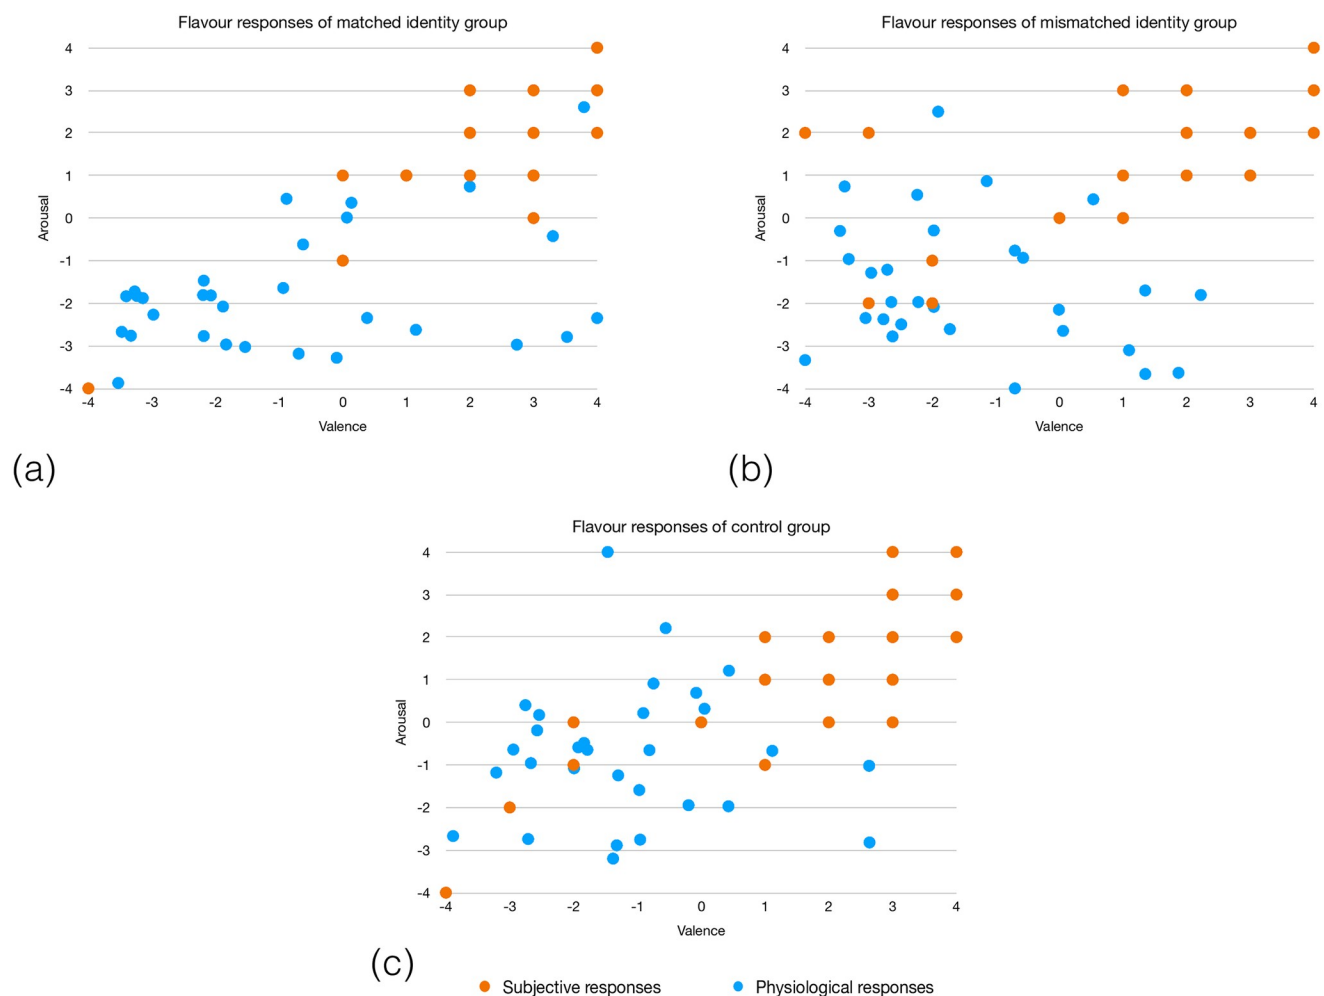 Flavour responses of matched identity group
4
3
2
1
0
-1
-2
-3
-4
Arousal
-4 -3 -2 -1 0 1 2 3 4
Valence
(a)
Flavour responses of mismatched identity group
4
3
2
1
0
-1
-2
-3
-4
Arousal
-4 -3 -2 -1 0 1 2 3 4
Valence
(b)
Flavour responses of control group
4
3
2
1
0
-1
-2
-3
-4
Arousal
-4 -3 -2 -1 0 1 2 3 4
Valence
(c)
Subjective responses Physiological responses